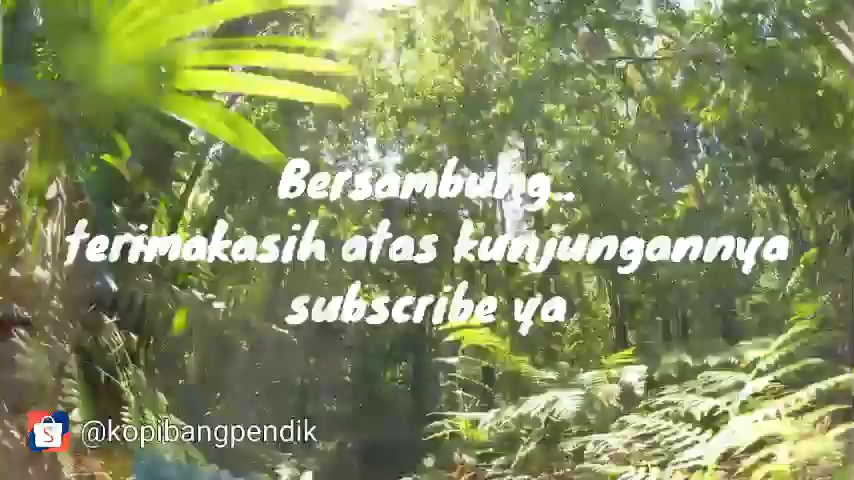 Bersambung..
terimakasih atas kunjungannya
subscribe ya
@kopibangpendik